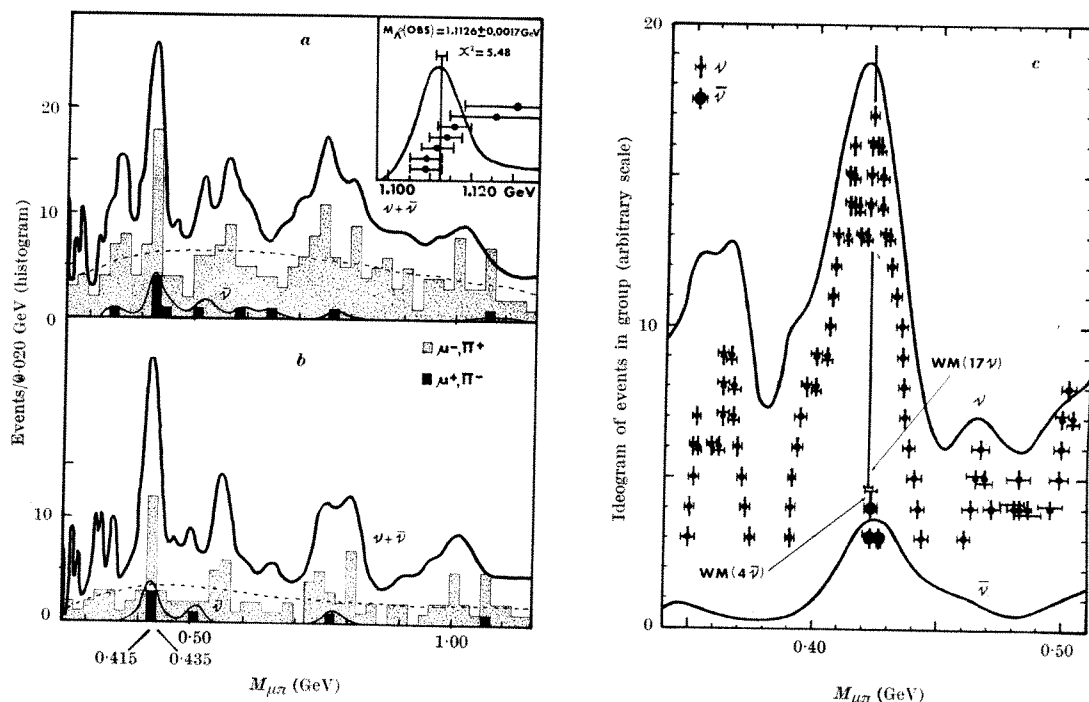 a
M_Λ(OBS)=1.1126±0.0017GeV
χ²=5.48
20
10
0
Events/0·020 GeV (histogram)
1.100
1.120 GeV
ν+ν̄
ν̄
b
μ⁻,Π⁺
μ⁺,Π⁻
10
0
ν+ν̄
ν̄
0·50
1·00
0·415
0·435
M_μπ (GeV)
20
10
0
Ideogram of events in group (arbitrary scale)
c
ν
ν̄
WM(17ν)
ν
WM(4ν̄)
ν̄
0·40
0·50
M_μπ (GeV)